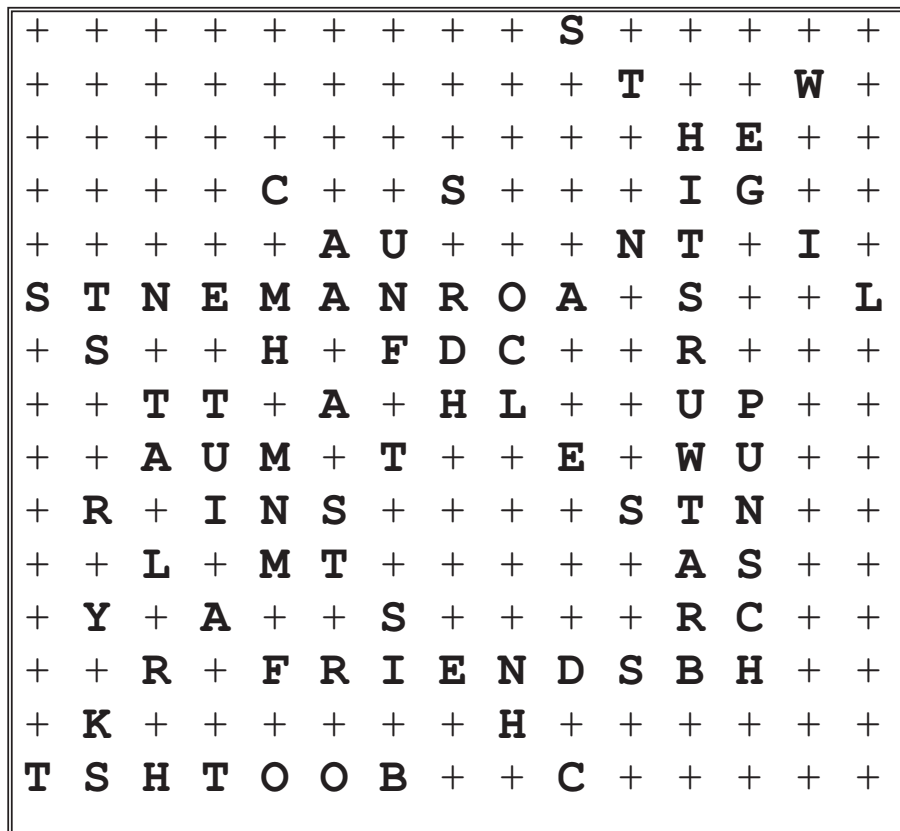 + + + + + + + + + S + + + + +
+ + + + + + + + + + T + + W +
+ + + + + + + + + + + H E + +
+ + + + C + + S + + + I G + +
+ + + + + A U + + + N T + I +
S T N E M A N R O A + S + + L
+ S + + H + F D C + + R + + +
+ + T T + A + H L + + U P + +
+ + A U M + T + + E + W U + +
+ R + I N S + + + + S T N + +
+ + L + M T + + + + + A S + +
+ Y + A + + S + + + + R C + +
+ + R + F R I E N D S B H + +
+ K + + + + + + H + + + + + +
T S H T O O B + + C + + + + +